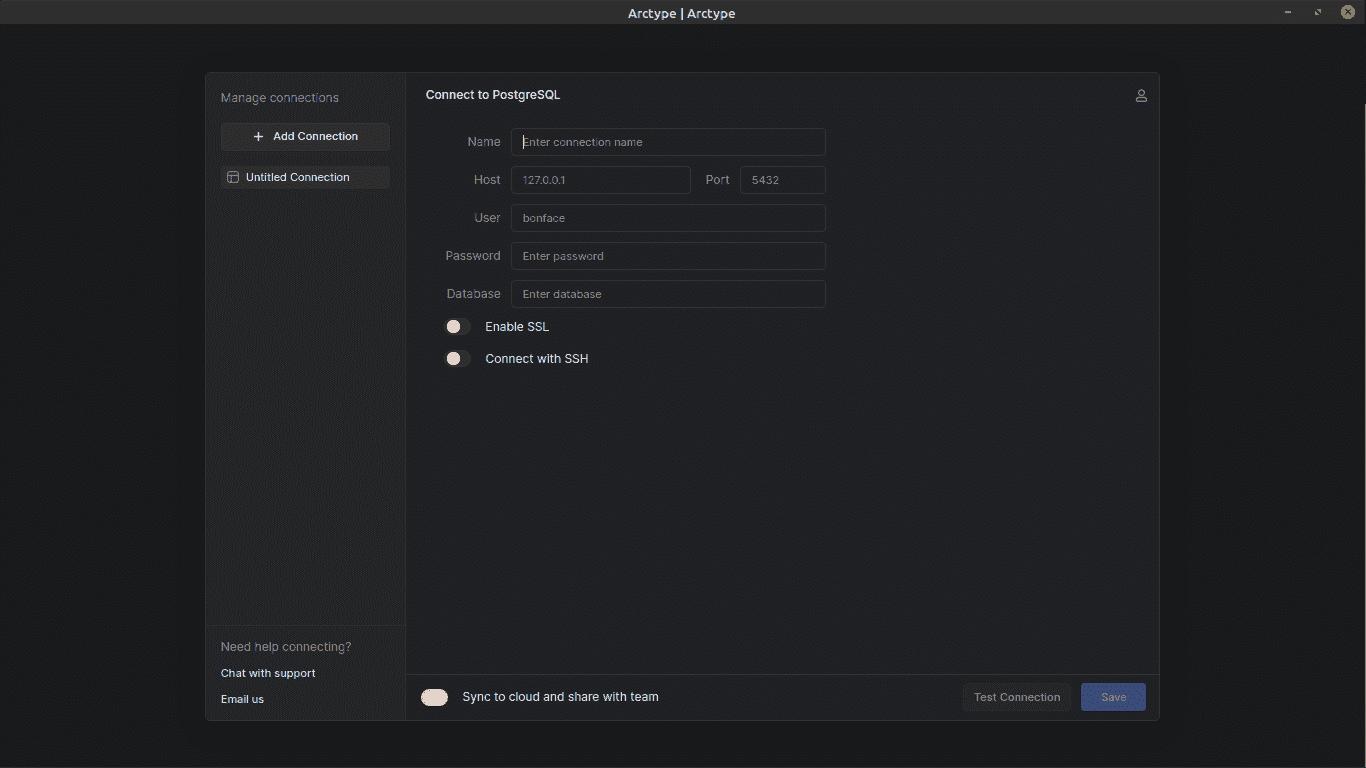 Arctype | Arctype
Manage connections
+ Add Connection
Untitled Connection
Connect to PostgreSQL
Name Enter connection name
Host 127.0.0.1 Port 5432
User bonface
Password Enter password
Database Enter database
Enable SSL
Connect with SSH
Need help connecting?
Chat with support
Email us
Sync to cloud and share with team
Test Connection Save